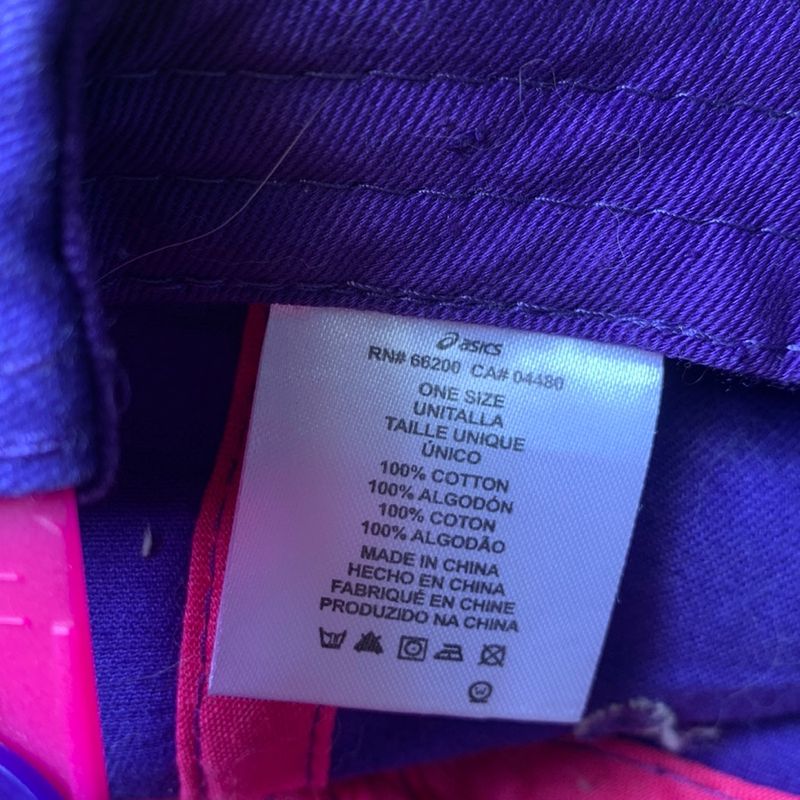 asics
RN# 66200 CA# 04480
ONE SIZE
UNITALLA
TAILLE UNIQUE
ÚNICO
100% COTTON
100% ALGODÓN
100% COTON
100% ALGODÃO
MADE IN CHINA
HECHO EN CHINA
FABRIQUÉ EN CHINE
PRODUZIDO NA CHINA
W